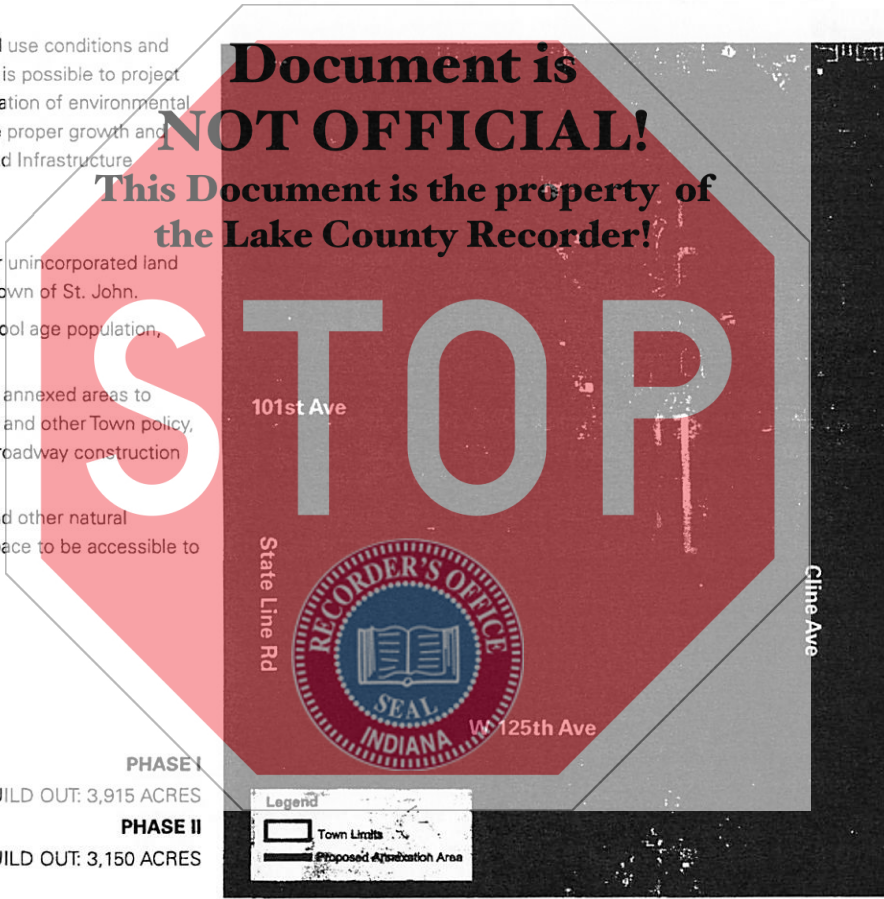 Document is
NOT OFFICIAL!
This Document is the property of
the Lake County Recorder!
STOP
use conditions and
is possible to project
ation of environmental
proper growth and
d Infrastructure
unincorporated land
own of St. John.
ool age population,
annexed areas to
and other Town policy,
roadway construction
d other natural
ace to be accessible to
PHASE I
UILD OUT: 3,915 ACRES
PHASE II
UILD OUT: 3,150 ACRES
101st Ave
State Line Rd
Cline Ave
W 125th Ave
RECORDER'S OFFICE
SEAL
INDIANA
Legend
Town Limits
Proposed Annexation Area